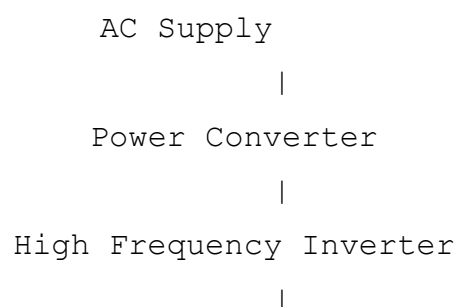 AC Supply
|
Power Converter
|
High Frequency Inverter
|